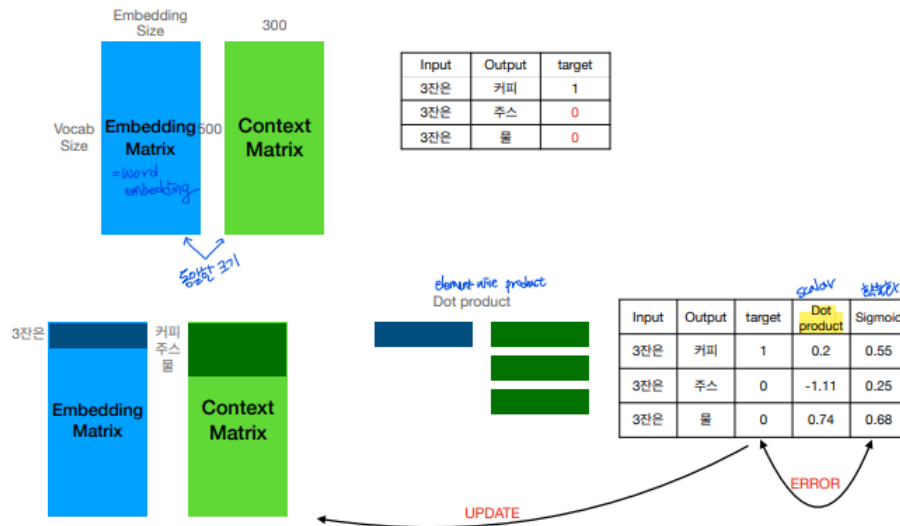 Embedding
Size
300
Vocab
Size
Embedding
Matrix
500
Context
Matrix
=word
embedding
동일한 크기
Input Output target
3잔은 커피 1
3잔은 주스 0
3잔은 물 0
3잔은
커피
주스
물
Embedding
Matrix
Context
Matrix
element-wise product
Dot product
scalar
확률값
Input Output target Dot product Sigmoid
3잔은 커피 1 0.2 0.55
3잔은 주스 0 -1.11 0.25
3잔은 물 0 0.74 0.68
ERROR
UPDATE